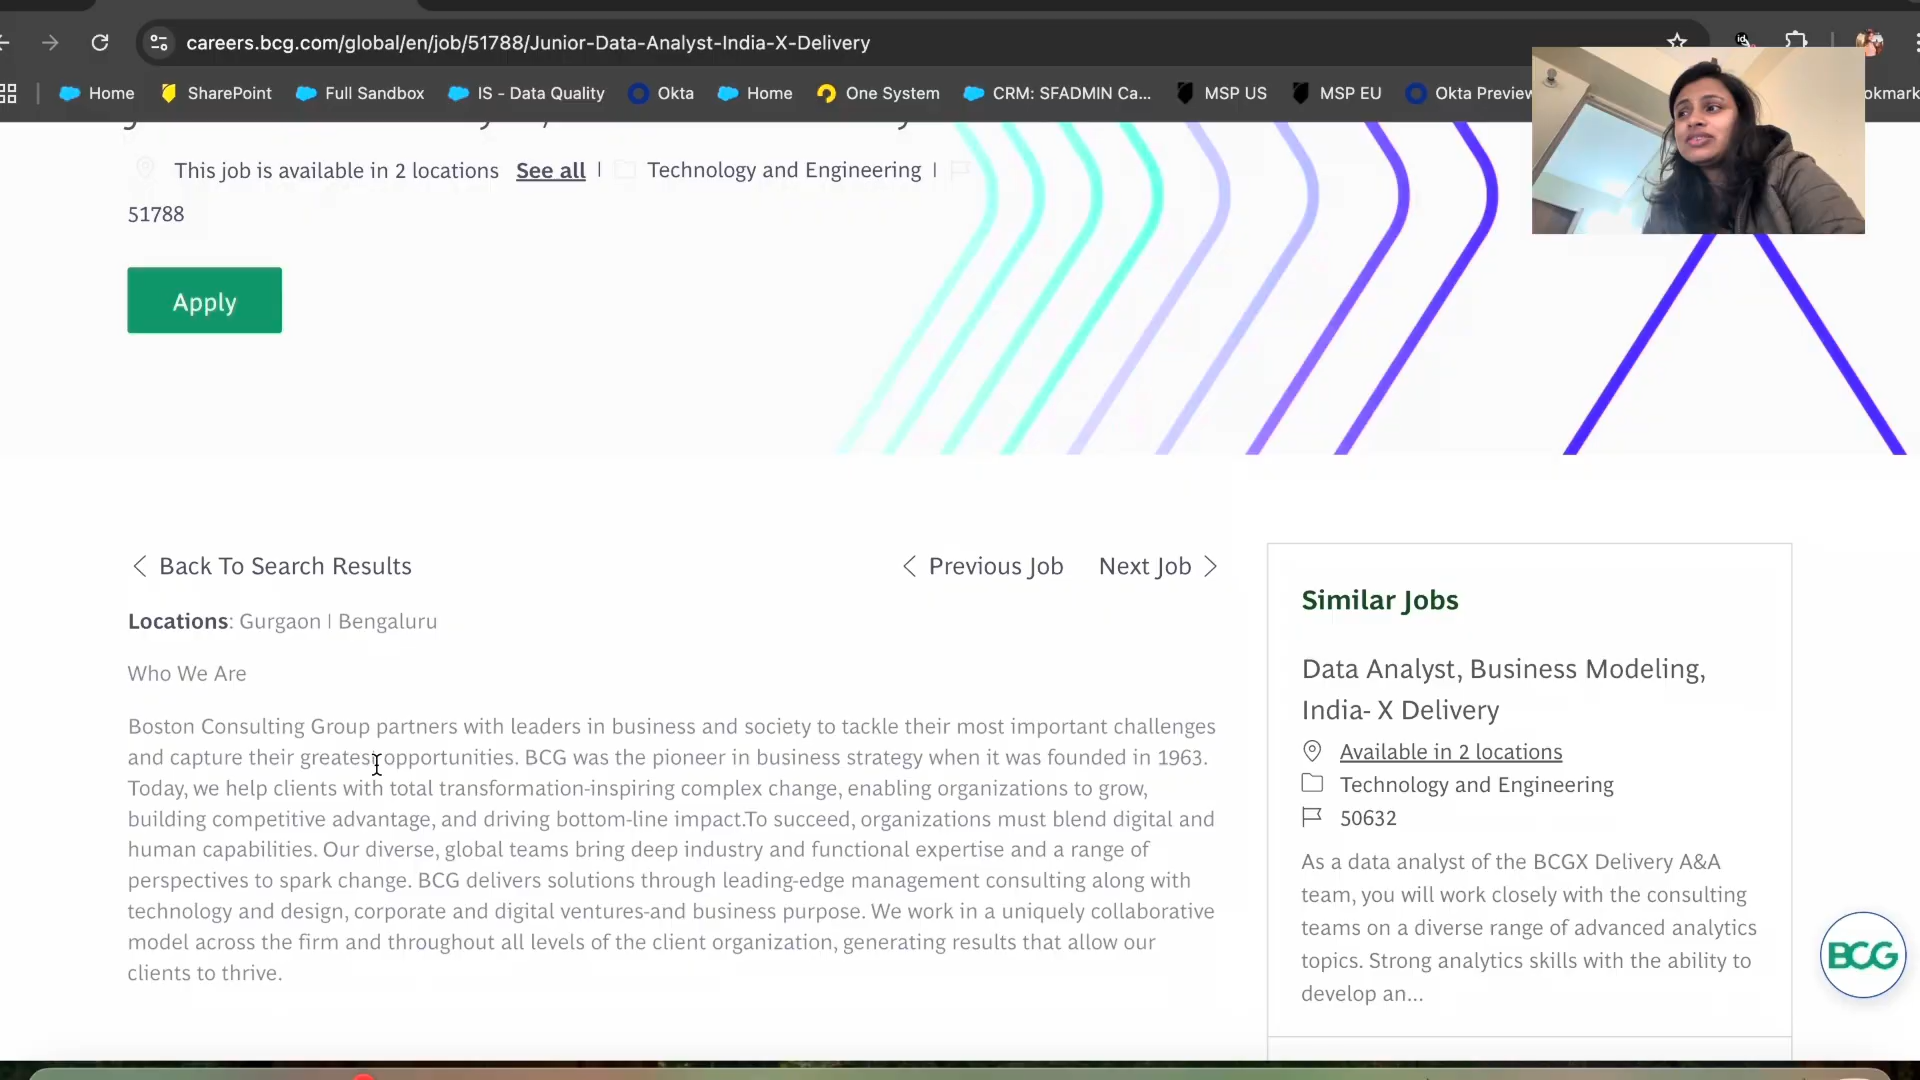 careers.bcg.com/global/en/job/51788/Junior-Data-Analyst-India-X-Delivery
Home SharePoint Full Sandbox IS - Data Quality Okta Home One System CRM: SFADMIN Ca... MSP US MSP EU Okta Preview
This job is available in 2 locations See all | Technology and Engineering |
51788
Apply
Back To Search Results
Previous Job Next Job
Locations: Gurgaon | Bengaluru
Who We Are
Boston Consulting Group partners with leaders in business and society to tackle their most important challenges
and capture their greatest opportunities. BCG was the pioneer in business strategy when it was founded in 1963.
Today, we help clients with total transformation-inspiring complex change, enabling organizations to grow,
building competitive advantage, and driving bottom-line impact.To succeed, organizations must blend digital and
human capabilities. Our diverse, global teams bring deep industry and functional expertise and a range of
perspectives to spark change. BCG delivers solutions through leading-edge management consulting along with
technology and design, corporate and digital ventures-and business purpose. We work in a uniquely collaborative
model across the firm and throughout all levels of the client organization, generating results that allow our
clients to thrive.
Similar Jobs
Data Analyst, Business Modeling,
India- X Delivery
Available in 2 locations
Technology and Engineering
50632
As a data analyst of the BCGX Delivery A&A
team, you will work closely with the consulting
teams on a diverse range of advanced analytics
topics. Strong analytics skills with the ability to
develop an...
BCG